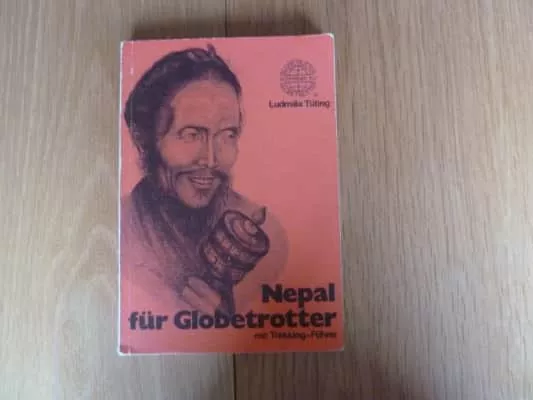 Ludmilla Tüting
Nepal
für Globetrotter
mit Trekking-Führer